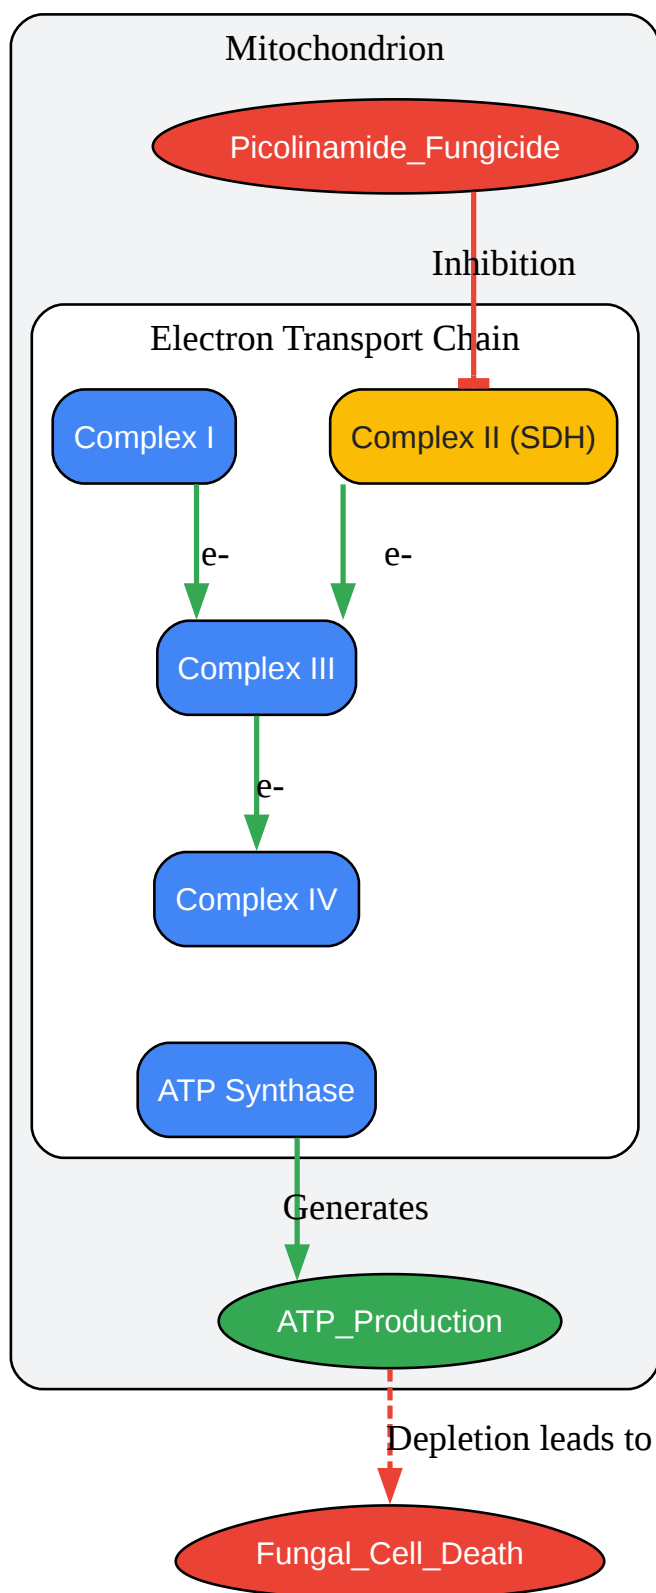 Mitochondrion
Picolinamide_Fungicide
Inhibition
Electron Transport Chain
Complex I
Complex II (SDH)
e-
e-
Complex III
e-
Complex IV
ATP Synthase
Generates
ATP_Production
Depletion leads to
Fungal_Cell_Death